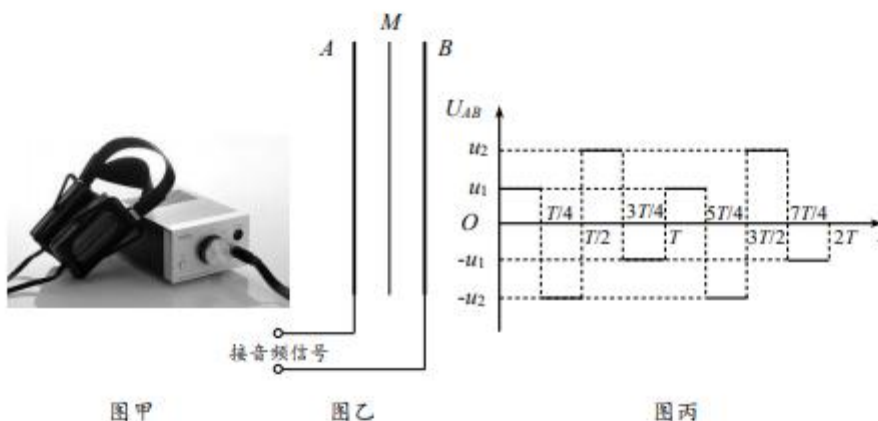 M
A B
接音频信号
U_AB
u₂
u₁
O
-u₁
-u₂
T/4 3T/4 5T/4 7T/4
T/2 T 3T/2 2T
图甲 图乙 图丙